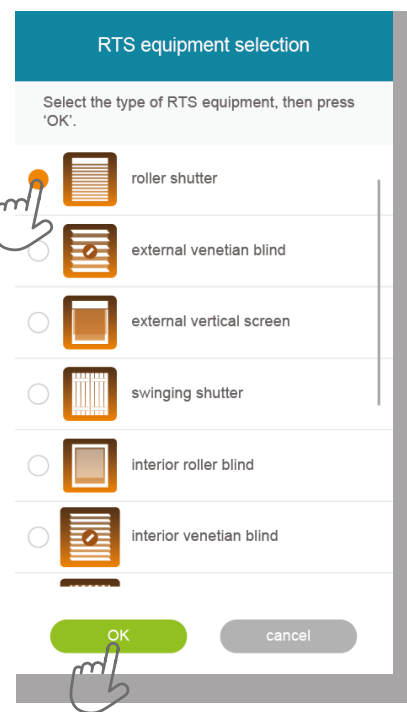 RTS equipment selection
Select the type of RTS equipment, then press
‘OK’.
roller shutter
external venetian blind
external vertical screen
swinging shutter
interior roller blind
interior venetian blind
OK
cancel